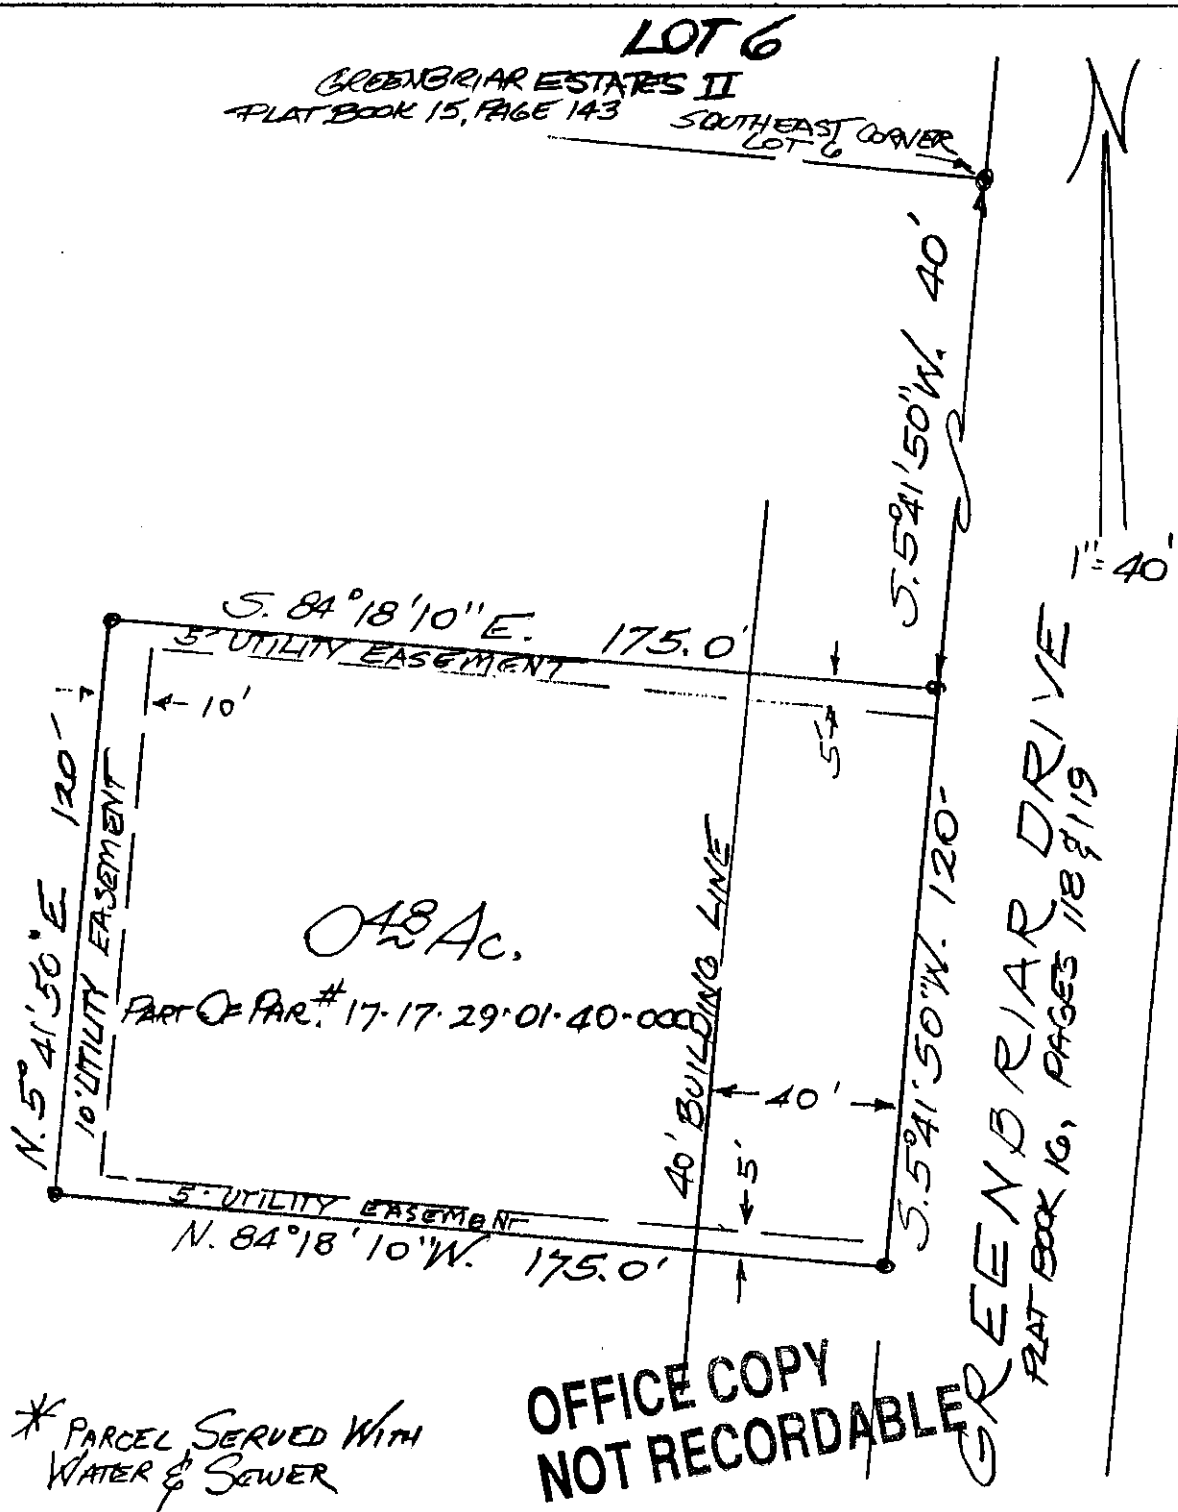 LOT 6
GREENBRIAR ESTATES II
PLAT BOOK 15, PAGE 143
SOUTHEAST CORNER
LOT 6
N
S. 5°41'50"W. 40'
1"=40'
S. 84°18'10"E. 175.0'
5' UTILITY EASEMENT
10'
5'
N. 5°41'50"E. 120'
10' UTILITY EASEMENT
0.48 Ac.
PART OF PAR.# 17-17-29-01-40-000
40' BUILDING LINE
40'
S. 5°41'50"W. 120'
GREENBRIAR DRIVE
PLAT BOOK 16, PAGES 118 & 119
5'
5' UTILITY EASEMENT
N. 84°18'10"W. 175.0'
* PARCEL SERVED WITH
WATER & SEWER
OFFICE COPY
NOT RECORDABLE